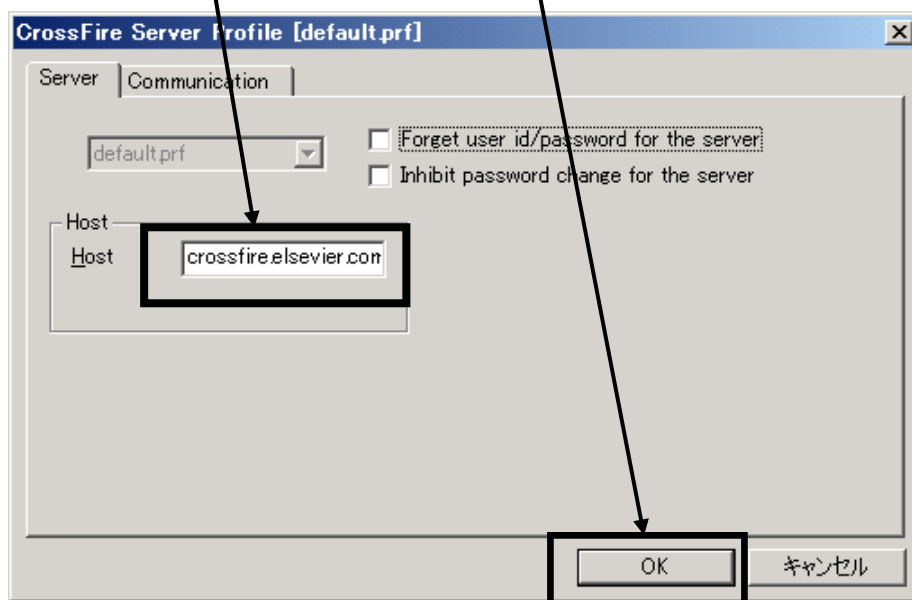 CrossFire Server Profile [default.prf]
Server Communication
default.prf
Forget user id/password for the server
Inhibit password change for the server
Host
Host crossfire.elsevier.com
OK キャンセル